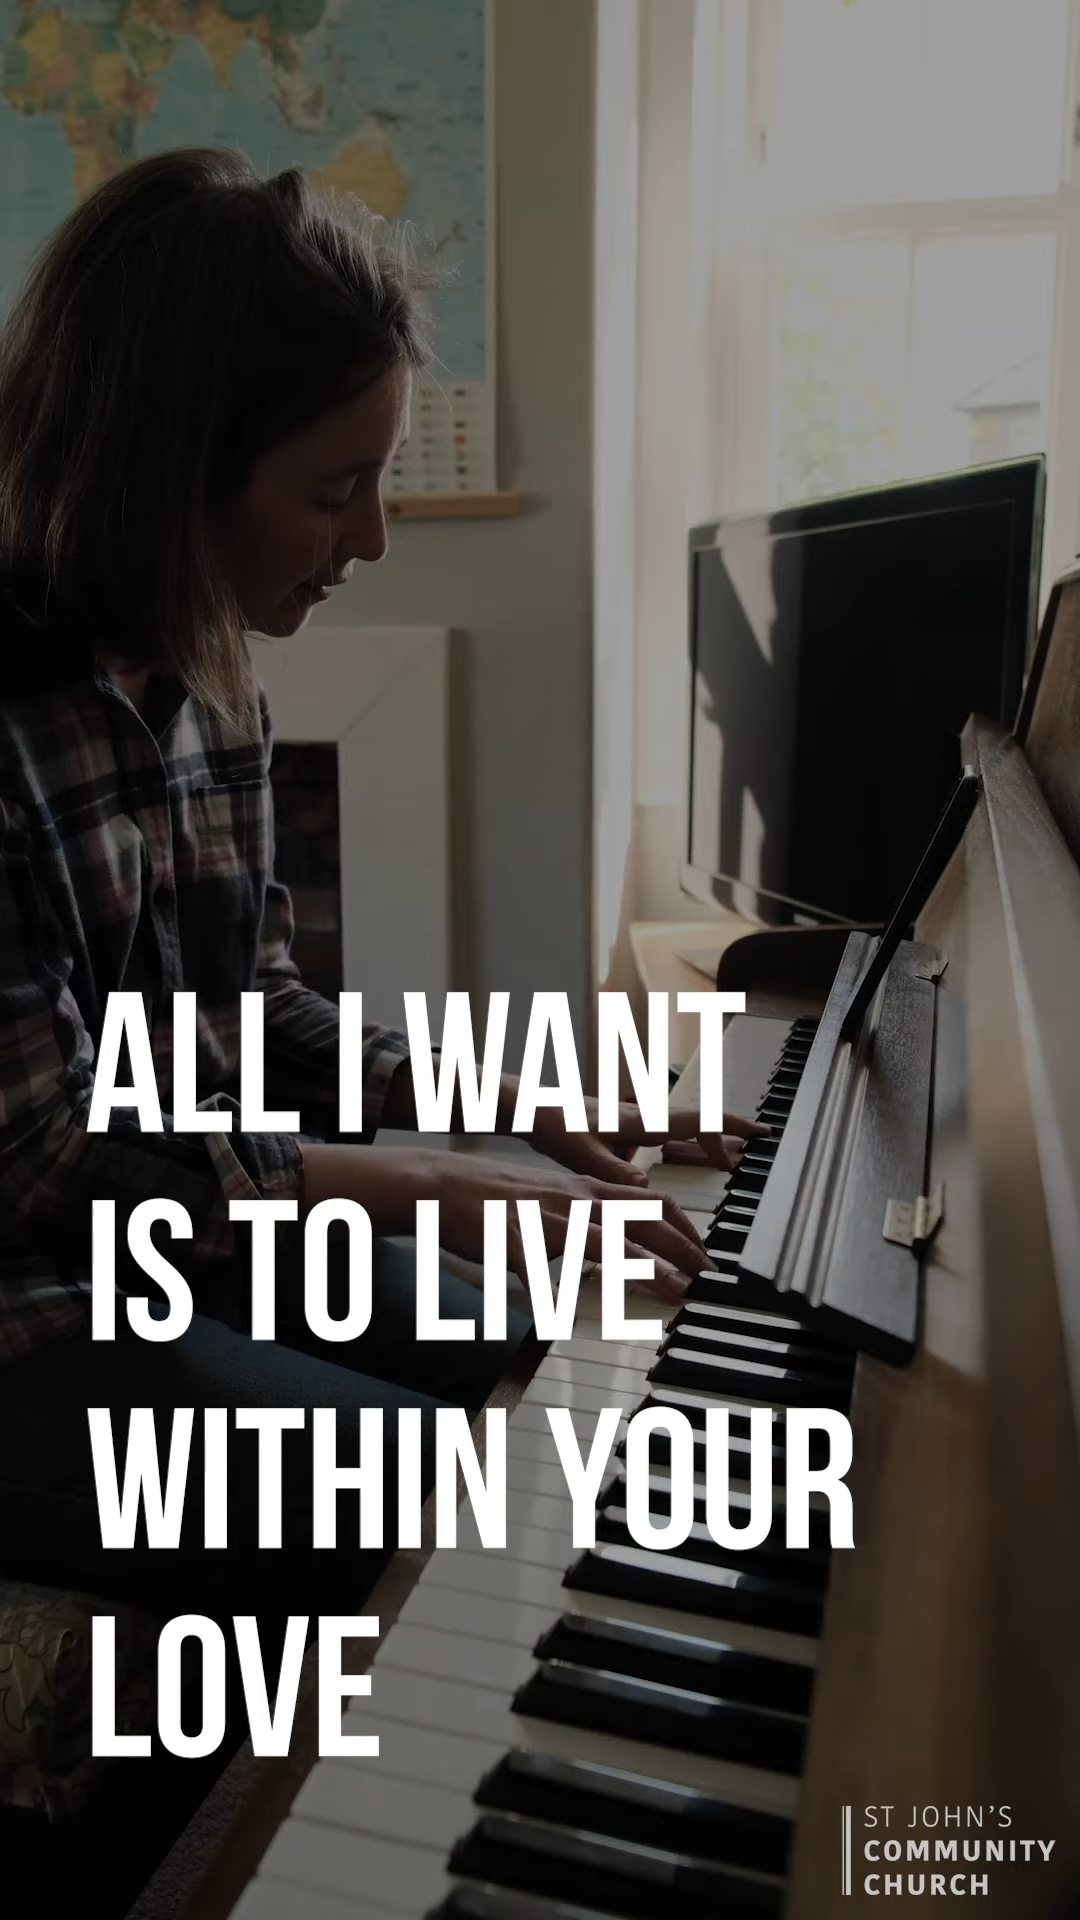 ALL I WANT
IS TO LIVE
WITHIN YOUR
LOVE
ST JOHN'S
COMMUNITY
CHURCH